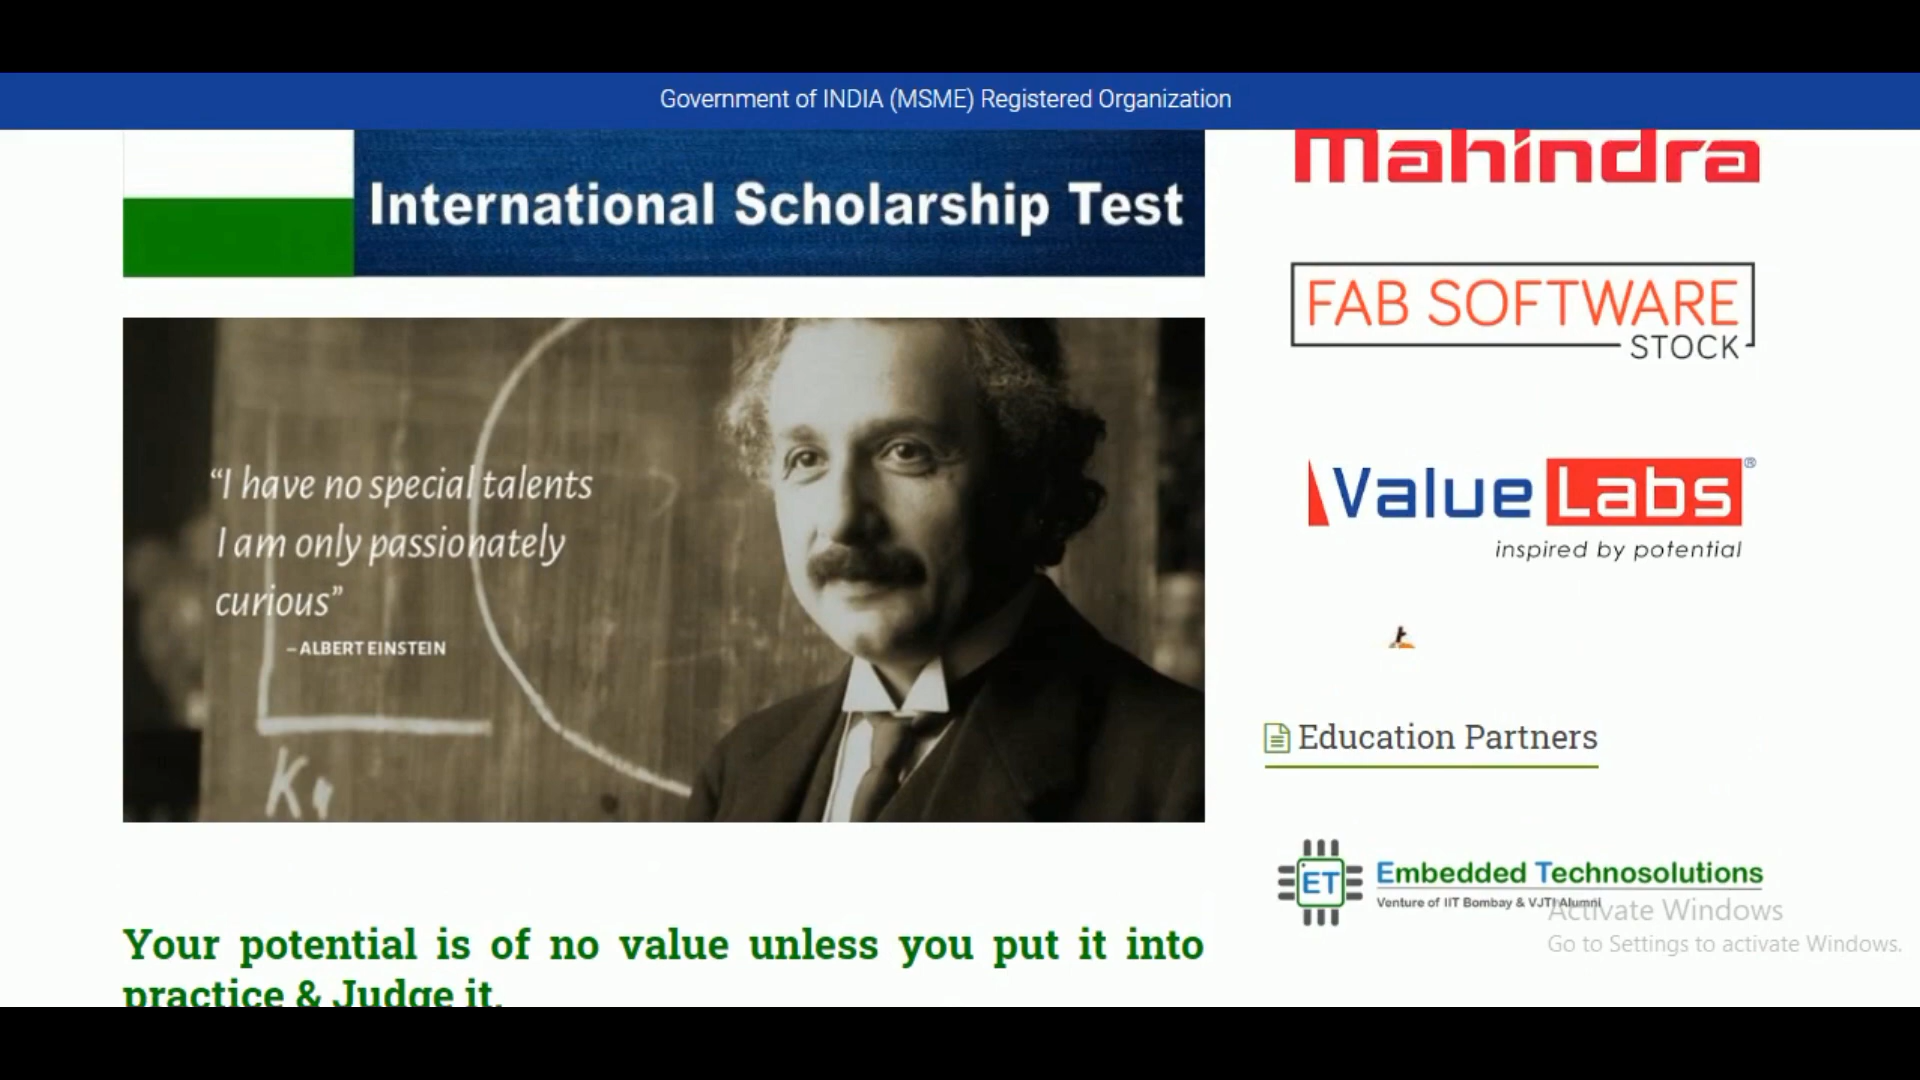 Government of INDIA (MSME) Registered Organization
International Scholarship Test
“I have no special talents
I am only passionately
curious”
– ALBERT EINSTEIN
Your potential is of no value unless you put it into
practice & Judge it.
mahindra
FAB SOFTWARE
STOCK
Value Labs®
inspired by potential
Education Partners
ET
Embedded Technosolutions
Venture of IIT Bombay & VJTI Alumni
Activate Windows
Go to Settings to activate Windows.
K